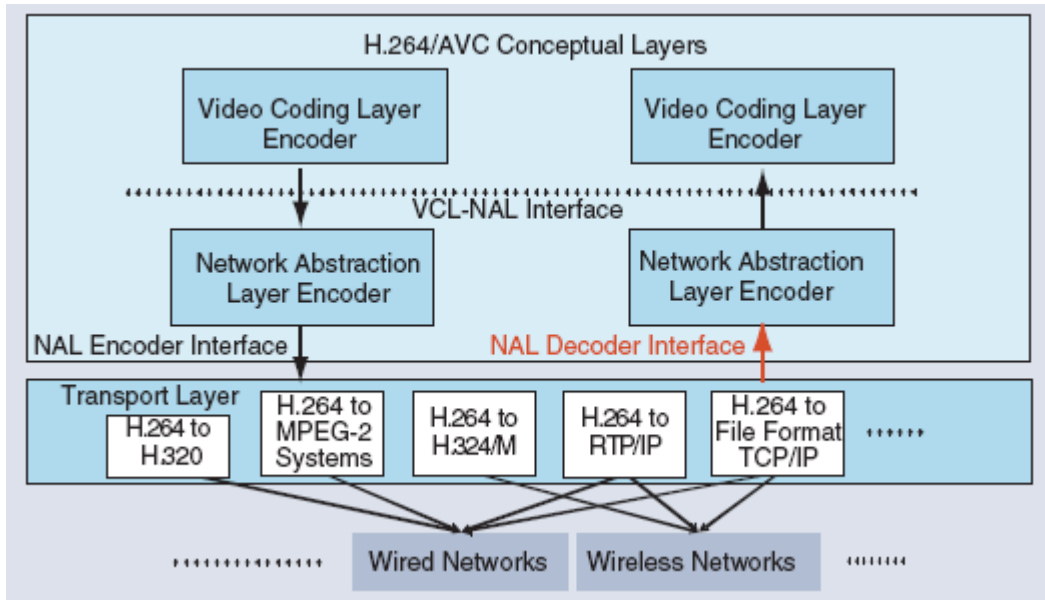 H.264/AVC Conceptual Layers
Video Coding Layer
Encoder
Video Coding Layer
Encoder
VCL-NAL Interface
Network Abstraction
Layer Encoder
Network Abstraction
Layer Encoder
NAL Encoder Interface
NAL Decoder Interface
Transport Layer
H.264 to
H.320
H.264 to
MPEG-2
Systems
H.264 to
H.324/M
H.264 to
RTP/IP
H.264 to
File Format
TCP/IP
Wired Networks
Wireless Networks